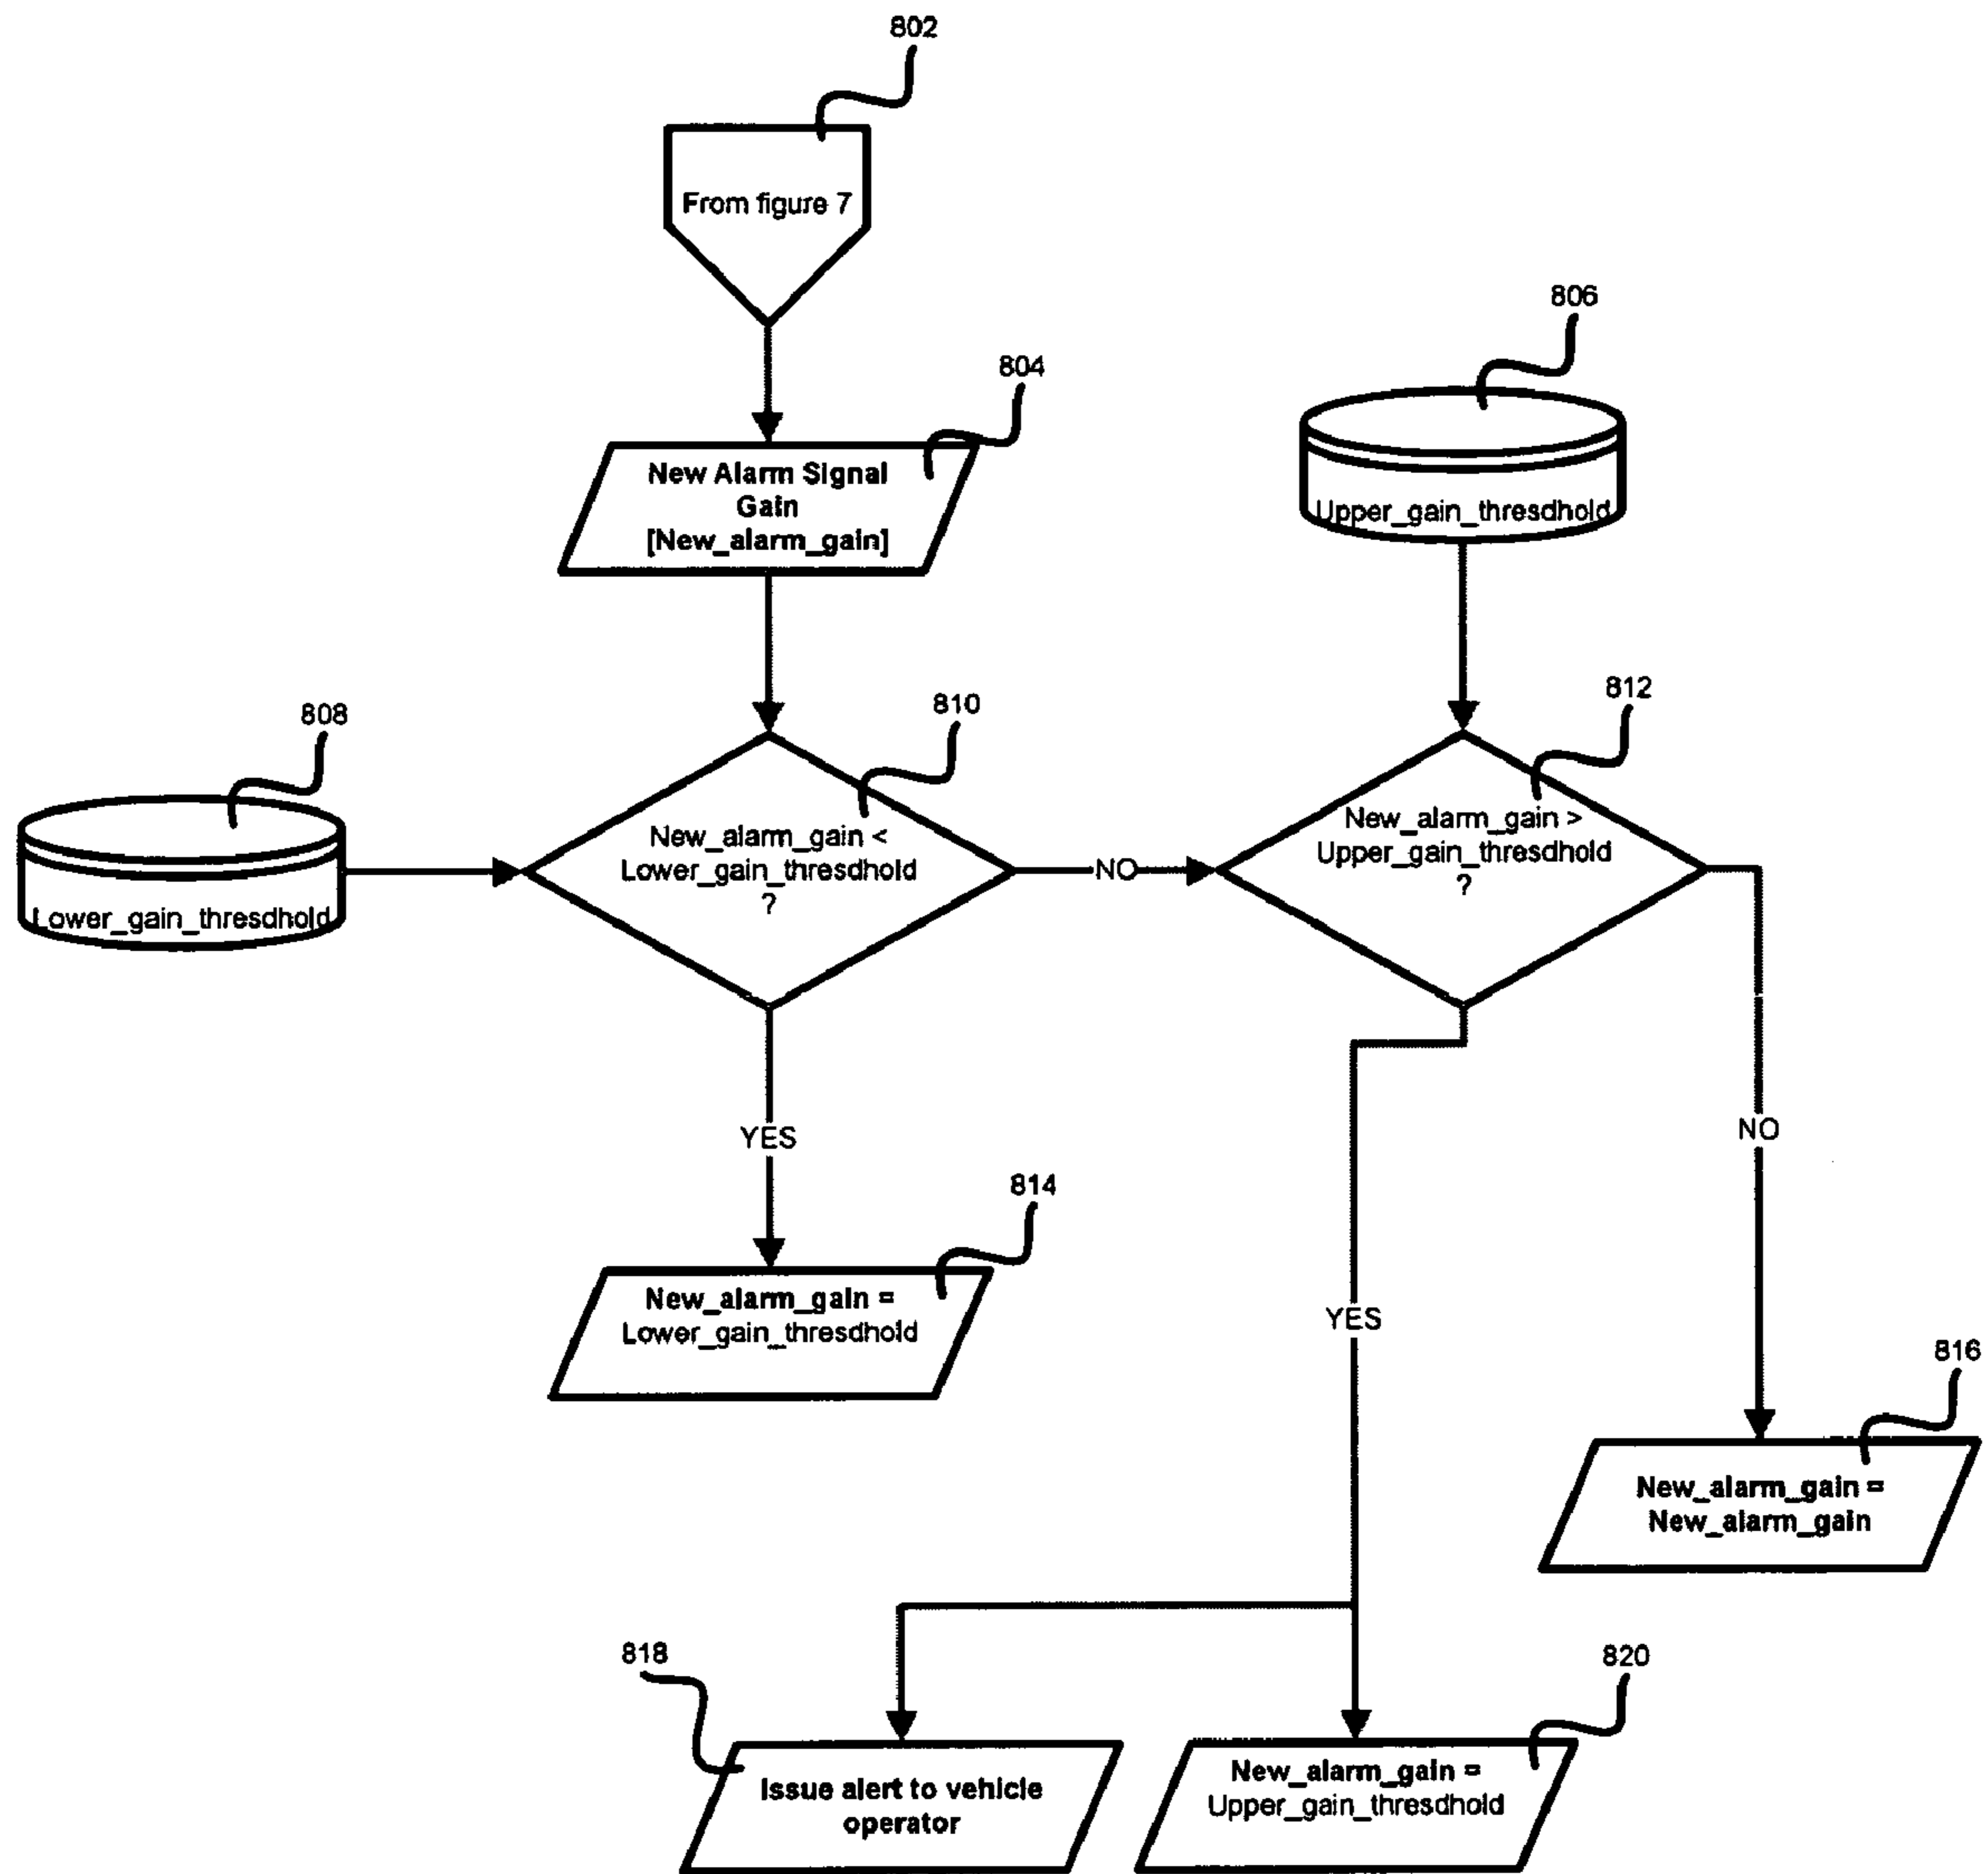 802
From figure 7
806
804
New Alarm Signal
Gain
[New_alarm_gain]
Upper_gain_thresdhold
808
810
812
Lower_gain_thresdhold
New_alarm_gain <
Lower_gain_thresdhold
?
NO
New_alarm_gain >
Upper_gain_thresdhold
?
YES
NO
814
New_alarm_gain =
Lower_gain_thresdhold
YES
816
New_alarm_gain =
New_alarm_gain
818
820
Issue alert to vehicle
operator
New_alarm_gain =
Upper_gain_thresdhold